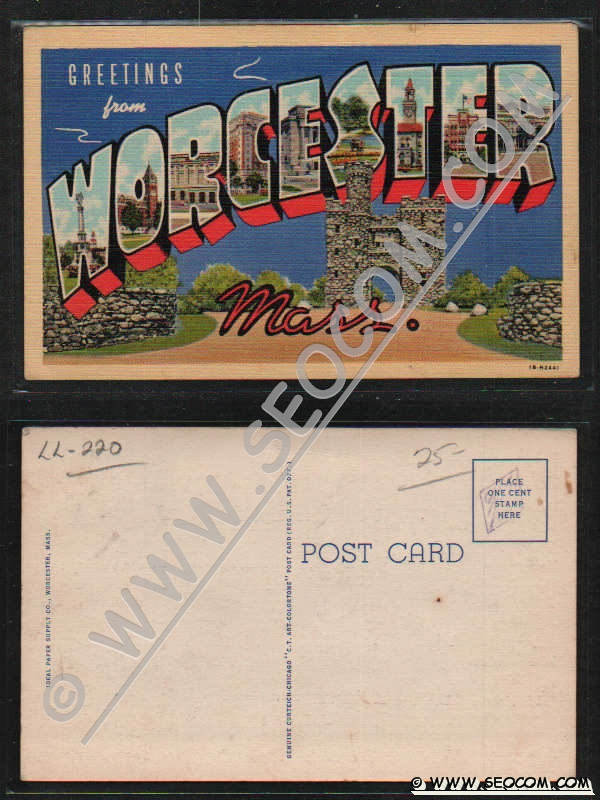 GREETINGS
from
WORCESTER
Mass.
1B-H2441
© WWW.SEOCOM.COM
LL-220
25-
PLACE
ONE CENT
STAMP
HERE
POST CARD
IDEAL PAPER SUPPLY CO., WORCESTER, MASS.
GENUINE CURTEICH-CHICAGO "C.T. ART-COLORTONE" POST CARD (REG. U.S. PAT. OFF.)
© WWW.SEOCOM.COM